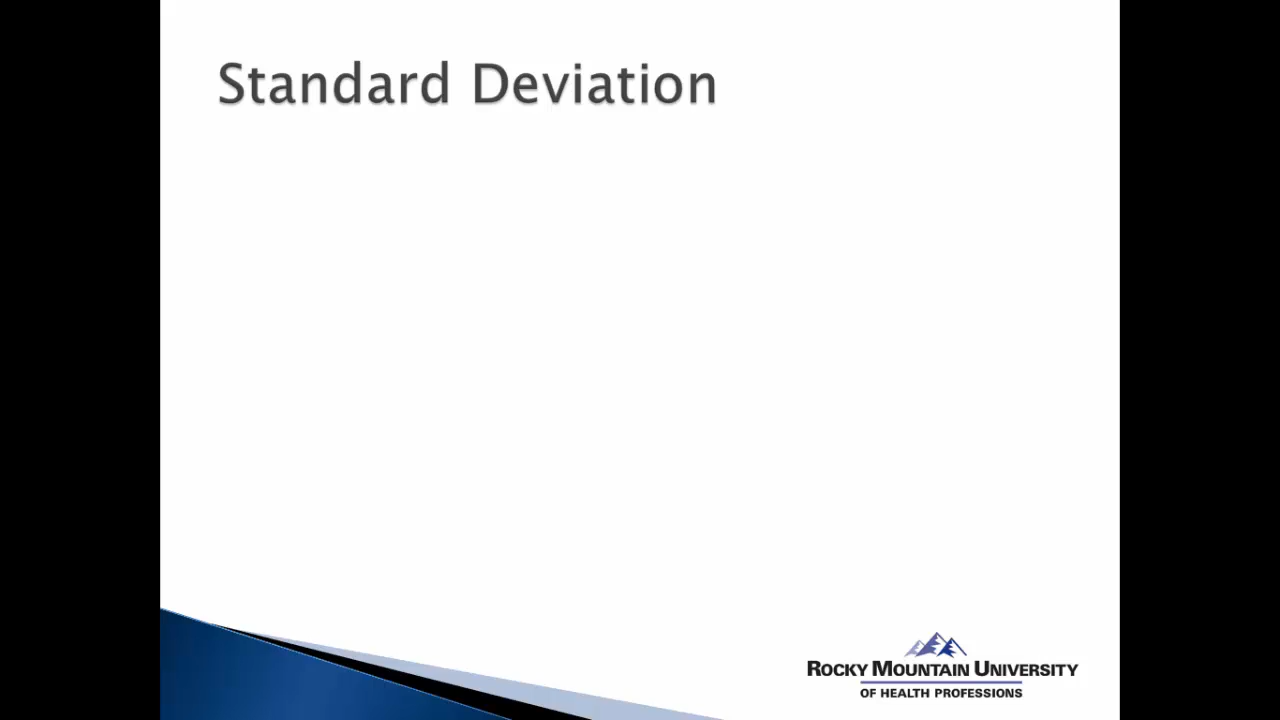 Standard Deviation
ROCKY MOUNTAIN UNIVERSITY
OF HEALTH PROFESSIONS